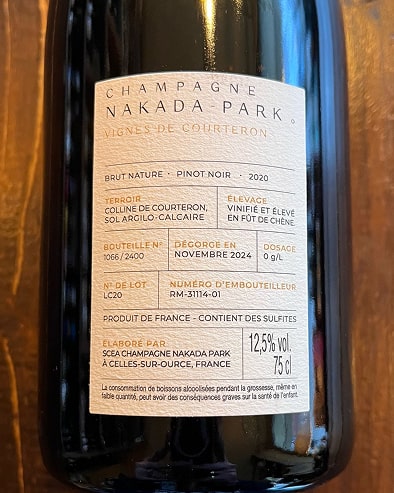 CHAMPAGNE
NAKADA-PARK
VIGNES DE COURTERON
BRUT NATURE · PINOT NOIR · 2020
TERROIR
COLLINE DE COURTERON,
SOL ARGILO-CALCAIRE
ÉLEVAGE
VINIFIÉ ET ÉLEVÉ
EN FÛT DE CHÊNE.
BOUTEILLE N°
1066 / 2400
DÉGORGÉ EN
NOVEMBRE 2024
DOSAGE
0 g/L
N° DE LOT
LC20
NUMÉRO D'EMBOUTEILLEUR
RM-31114-01
PRODUIT DE FRANCE - CONTIENT DES SULFITES
ÉLABORÉ PAR
SCEA CHAMPAGNE NAKADA PARK
À CELLES-SUR-OURCE, FRANCE
12,5% vol.
75 cl
La consommation de boissons alcoolisées pendant la grossesse, même en
faible quantité, peut avoir des conséquences graves sur la santé de l'enfant.